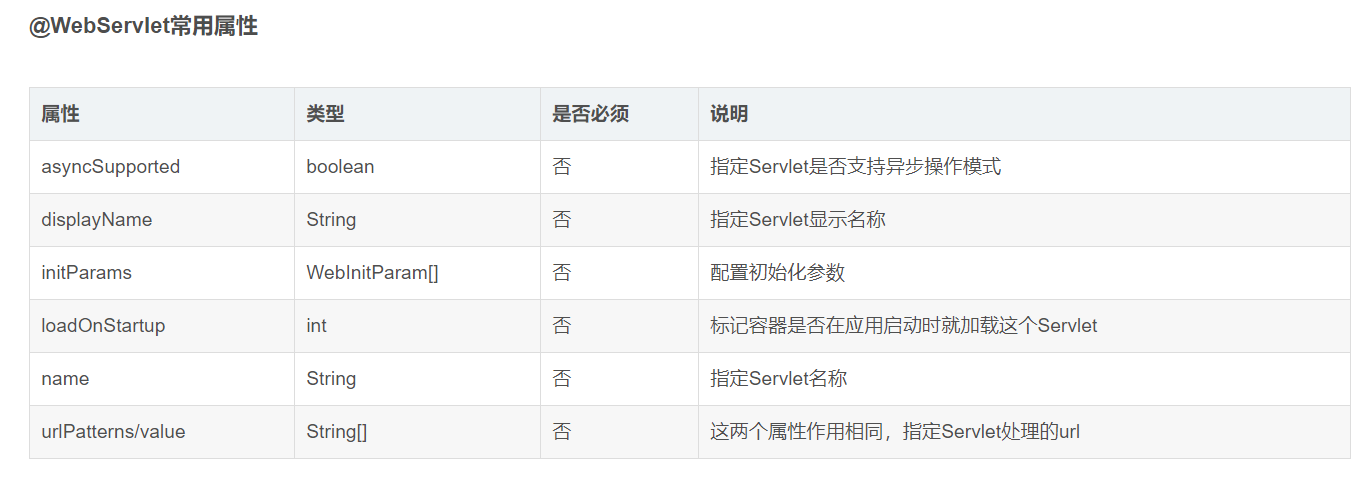 @WebServlet常用属性
属性 类型 是否必须 说明
asyncSupported boolean 否 指定Servlet是否支持异步操作模式
displayName String 否 指定Servlet显示名称
initParams WebInitParam[] 否 配置初始化参数
loadOnStartup int 否 标记容器是否在应用启动时就加载这个Servlet
name String 否 指定Servlet名称
urlPatterns/value String[] 否 这两个属性作用相同，指定Servlet处理的url